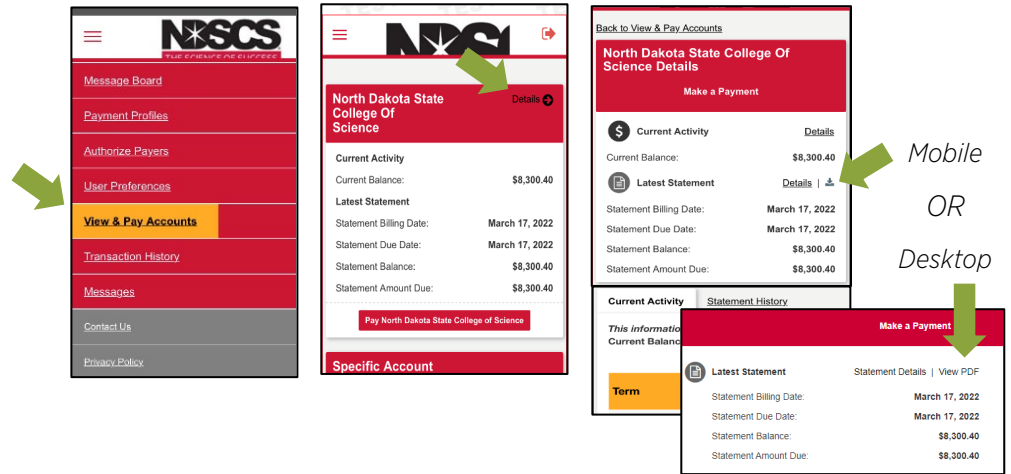 NDSCS
THE SCIENCE OF SUCCESS
Message Board
Payment Profiles
Authorize Payers
User Preferences
View & Pay Accounts
Transaction History
Messages
Contact Us
Privacy Policy
North Dakota State
College Of
Science
Details
Current Activity
Current Balance: $8,300.40
Latest Statement
Statement Billing Date: March 17, 2022
Statement Due Date: March 17, 2022
Statement Balance: $8,300.40
Statement Amount Due: $8,300.40
Pay North Dakota State College of Science
Specific Account
Back to View & Pay Accounts
North Dakota State College Of
Science Details
Make a Payment
$ Current Activity Details
Current Balance: $8,300.40
Latest Statement Details |
Statement Billing Date: March 17, 2022
Statement Due Date: March 17, 2022
Statement Balance: $8,300.40
Statement Amount Due: $8,300.40
Current Activity Statement History
This informatio
Current Balanc
Term
Make a Payment
Latest Statement Statement Details | View PDF
Statement Billing Date: March 17, 2022
Statement Due Date: March 17, 2022
Statement Balance: $8,300.40
Statement Amount Due: $8,300.40
Mobile
OR
Desktop